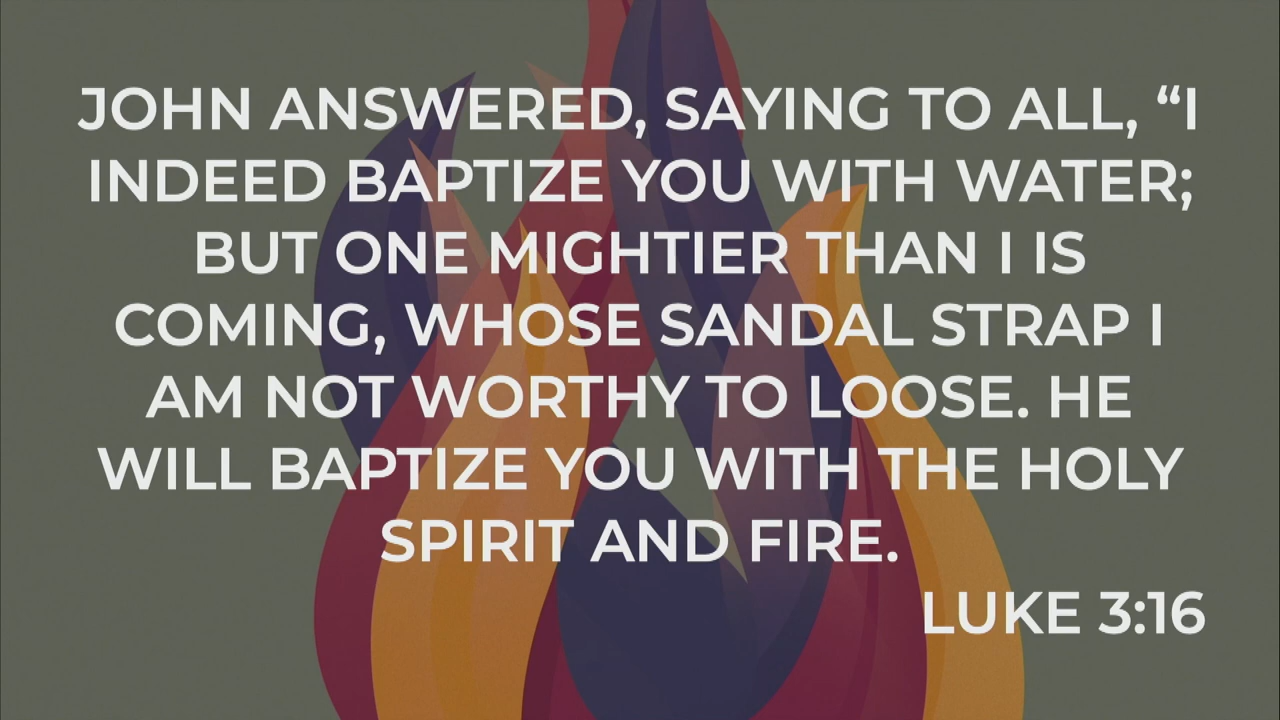 JOHN ANSWERED, SAYING TO ALL, “I
INDEED BAPTIZE YOU WITH WATER;
BUT ONE MIGHTIER THAN I IS
COMING, WHOSE SANDAL STRAP I
AM NOT WORTHY TO LOOSE. HE
WILL BAPTIZE YOU WITH THE HOLY
SPIRIT AND FIRE.
LUKE 3:16